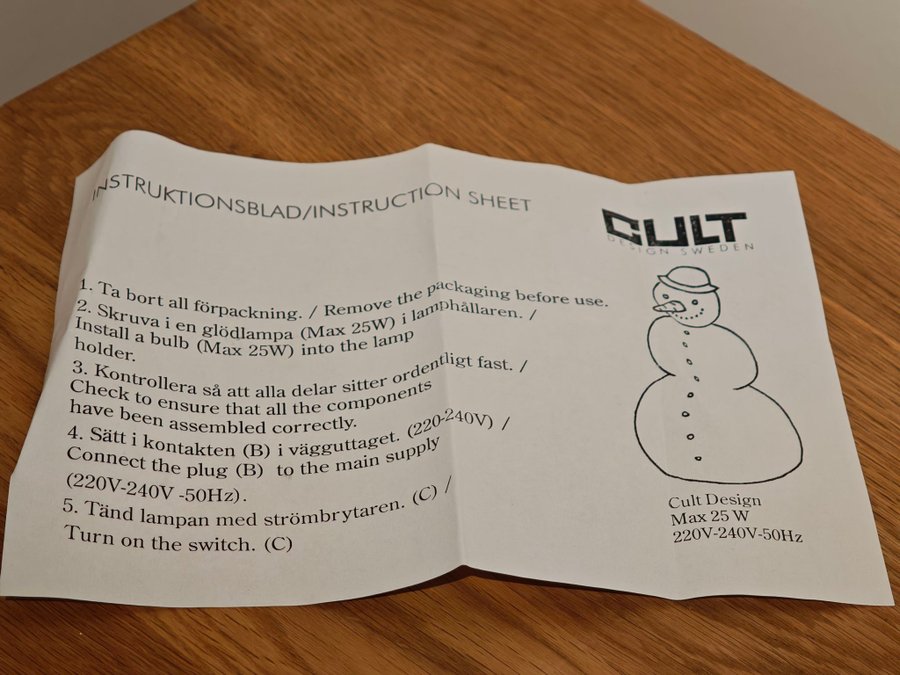 INSTRUKTIONSBLAD/INSTRUCTION SHEET
CULT
DESIGN SWEDEN
1. Ta bort all förpackning. / Remove the packaging before use.
2. Skruva i en glödlampa (Max 25W) i lamphållaren. /
Install a bulb (Max 25W) into the lamp
holder.
3. Kontrollera så att alla delar sitter ordentligt fast. /
Check to ensure that all the components
have been assembled correctly.
4. Sätt i kontakten (B) i vägguttaget. (220-240V) /
Connect the plug (B) to the main supply
(220V-240V -50Hz).
5. Tänd lampan med strömbrytaren. (C) /
Turn on the switch. (C)
Cult Design
Max 25 W
220V-240V-50Hz